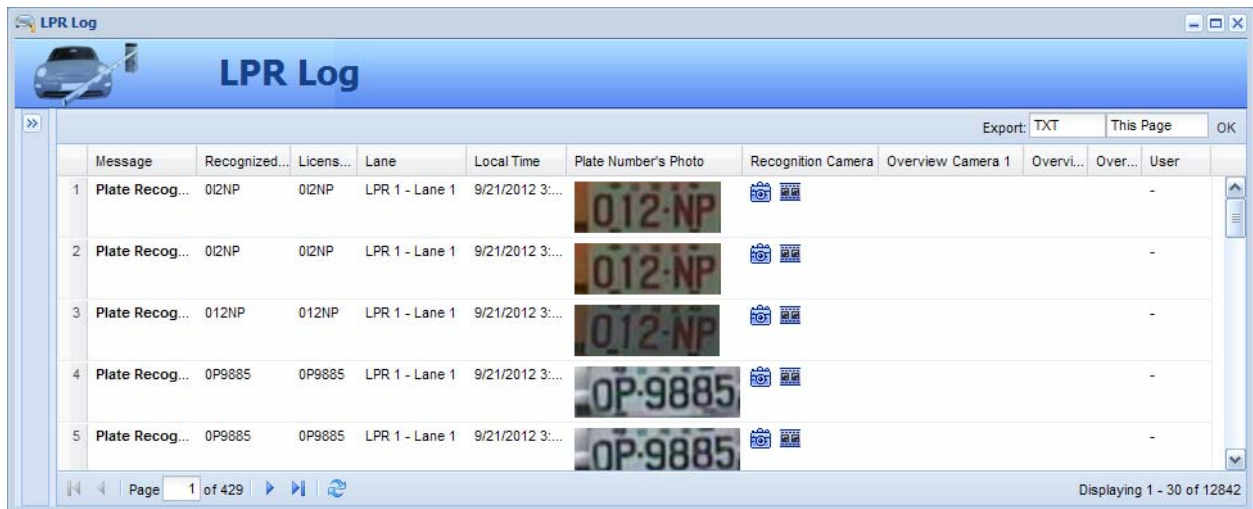 LPR Log
LPR Log
Export: TXT This Page OK
Message Recognized... Licens... Lane Local Time Plate Number's Photo Recognition Camera Overview Camera 1 Overvi... Over... User
1 Plate Recog... 0I2NP 0I2NP LPR 1 - Lane 1 9/21/2012 3:... 012·NP -
2 Plate Recog... 0I2NP 0I2NP LPR 1 - Lane 1 9/21/2012 3:... 012·NP -
3 Plate Recog... 012NP 012NP LPR 1 - Lane 1 9/21/2012 3:... 012·NP -
4 Plate Recog... 0P9885 0P9885 LPR 1 - Lane 1 9/21/2012 3:... 0P·9885 -
5 Plate Recog... 0P9885 0P9885 LPR 1 - Lane 1 9/21/2012 3:... 0P·9885 -
Page 1 of 429 Displaying 1 - 30 of 12842